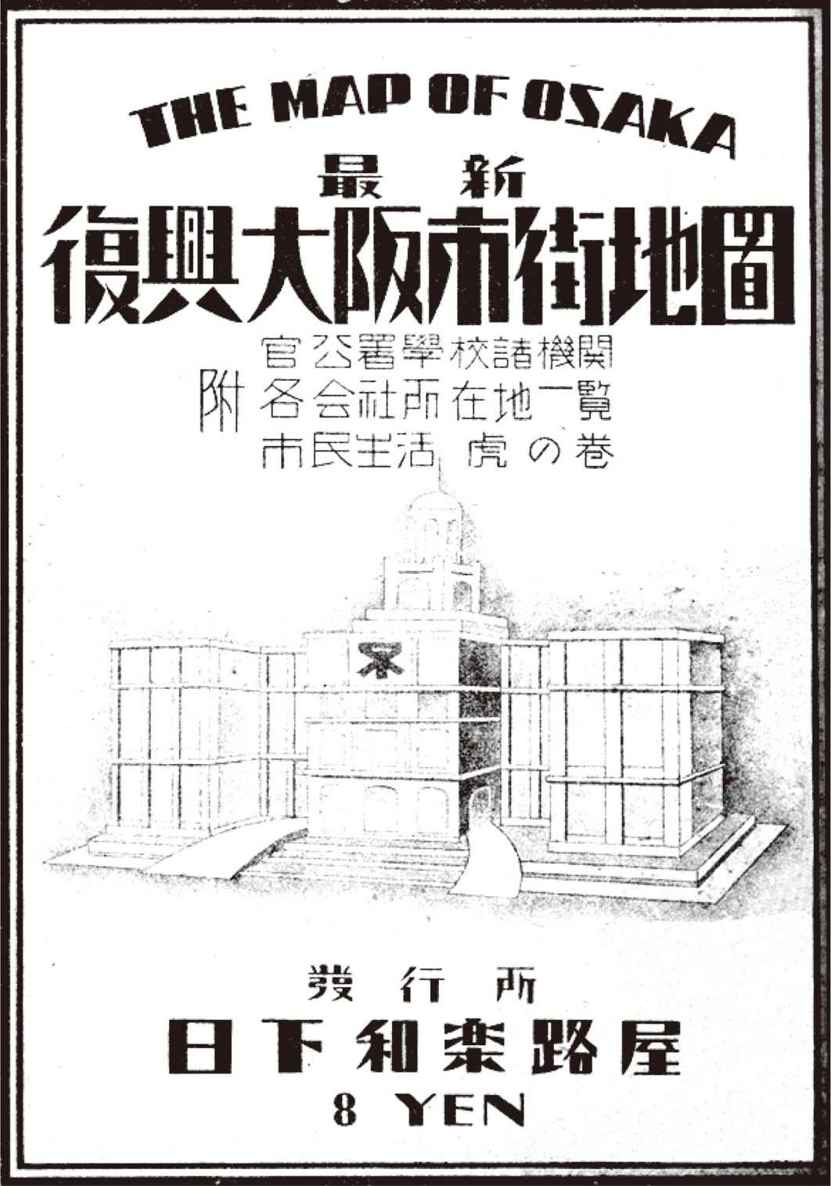 THE MAP OF OSAKA
最新
復興大阪市街地圖
附
官公署學校諸機関
各会社所在地一覧
市民生活 虎の巻
發行所
日下和楽路屋
8 YEN